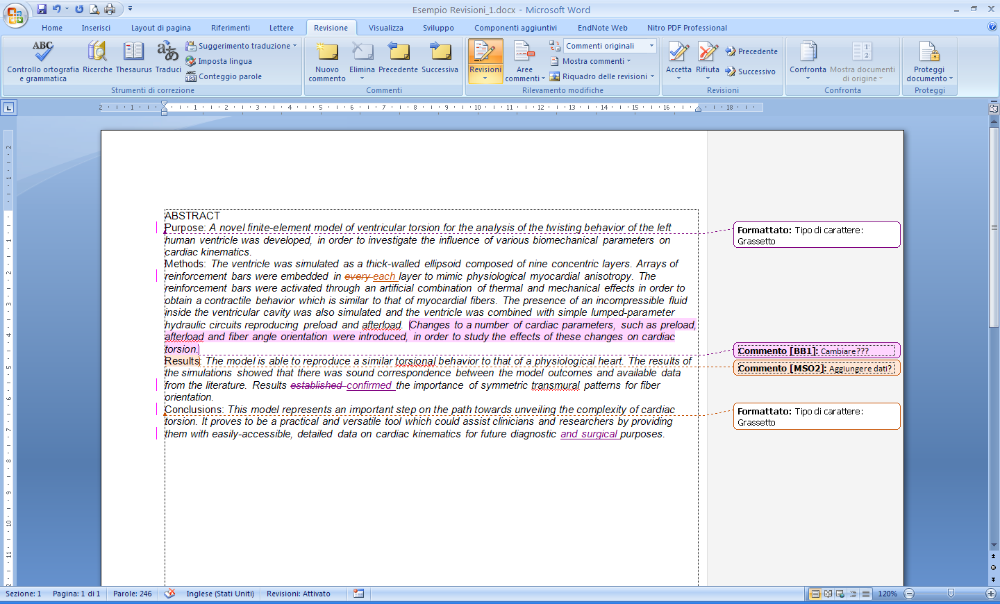 Esempio Revisioni_1.docx - Microsoft Word
Home Inserisci Layout di pagina Riferimenti Lettere Revisione Visualizza Sviluppo Componenti aggiuntivi EndNote Web Nitro PDF Professional
ABC
Controllo ortografia e grammatica
Ricerche
Thesaurus
Traduci
Suggerimento traduzione
Imposta lingua
ABC 123
Conteggio parole
Strumenti di correzione
Nuovo commento
Elimina
Precedente
Successiva
Commenti
Revisioni
Aree commenti
Commenti originali
Mostra commenti
Riquadro delle revisioni
Rilevamento modifiche
Accetta
Rifiuta
Precedente
Successivo
Revisioni
Confronta
Mostra documenti di origine
Confronta
Proteggi documento
Proteggi
2 1 1 2 3 4 5 6 7 8 9 10 11 12 13 14 15 16 18
2
1
1
2
3
4
5
6
7
8
9
10
11
ABSTRACT
Purpose: A novel finite-element model of ventricular torsion for the analysis of the twisting behavior of the left
human ventricle was developed, in order to investigate the influence of various biomechanical parameters on
cardiac kinematics.
Methods: The ventricle was simulated as a thick-walled ellipsoid composed of nine concentric layers. Arrays of
reinforcement bars were embedded in every each layer to mimic physiological myocardial anisotropy. The
reinforcement bars were activated through an artificial combination of thermal and mechanical effects in order to
obtain a contractile behavior which is similar to that of myocardial fibers. The presence of an incompressible fluid
inside the ventricular cavity was also simulated and the ventricle was combined with simple lumped-parameter
hydraulic circuits reproducing preload and afterload. Changes to a number of cardiac parameters, such as preload,
afterload and fiber angle orientation were introduced, in order to study the effects of these changes on cardiac
torsion.
Results: The model is able to reproduce a similar torsional behavior to that of a physiological heart. The results of
the simulations showed that there was sound correspondence between the model outcomes and available data
from the literature. Results established confirmed the importance of symmetric transmural patterns for fiber
orientation.
Conclusions: This model represents an important step on the path towards unveiling the complexity of cardiac
torsion. It proves to be a practical and versatile tool which could assist clinicians and researchers by providing
them with easily-accessible, detailed data on cardiac kinematics for future diagnostic and surgical purposes.
Formattato: Tipo di carattere:
Grassetto
Commento [BB1]: Cambiare???
Commento [MSO2]: Aggiungere dati?
Formattato: Tipo di carattere:
Grassetto
Sezione: 1 Pagina: 1 di 1 Parole: 246 Inglese (Stati Uniti) Revisioni: Attivato 120%